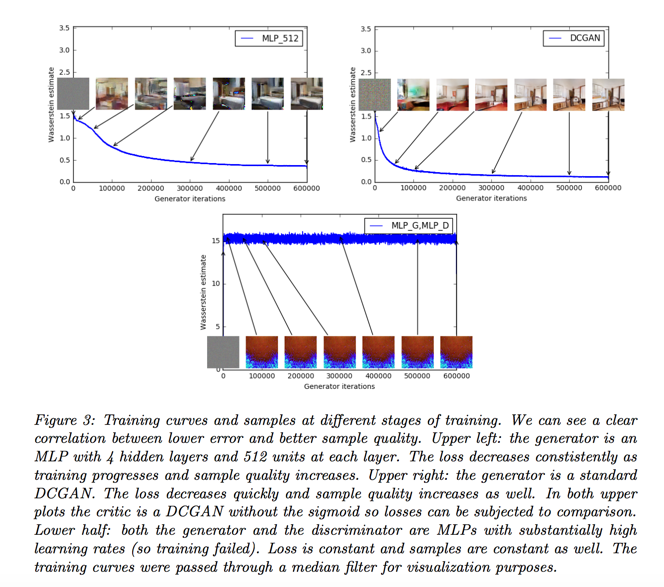 3.5
3.0
2.5
1.5
1.0
0.5
0.0
Wasserstein estimate
MLP_512
0 100000 200000 300000 400000 500000 600000
Generator iterations
3.5
3.0
2.5
1.5
1.0
0.5
0.0
Wasserstein estimate
DCGAN
0 100000 200000 300000 400000 500000 600000
Generator iterations
15
10
5
0
Wasserstein estimate
MLP_G,MLP_D
0 100000 200000 300000 400000 500000 600000
Generator iterations
Figure 3: Training curves and samples at different stages of training. We can see a clear
correlation between lower error and better sample quality. Upper left: the generator is an
MLP with 4 hidden layers and 512 units at each layer. The loss decreases constistently as
training progresses and sample quality increases. Upper right: the generator is a standard
DCGAN. The loss decreases quickly and sample quality increases as well. In both upper
plots the critic is a DCGAN without the sigmoid so losses can be subjected to comparison.
Lower half: both the generator and the discriminator are MLPs with substantially high
learning rates (so training failed). Loss is constant and samples are constant as well. The
training curves were passed through a median filter for visualization purposes.